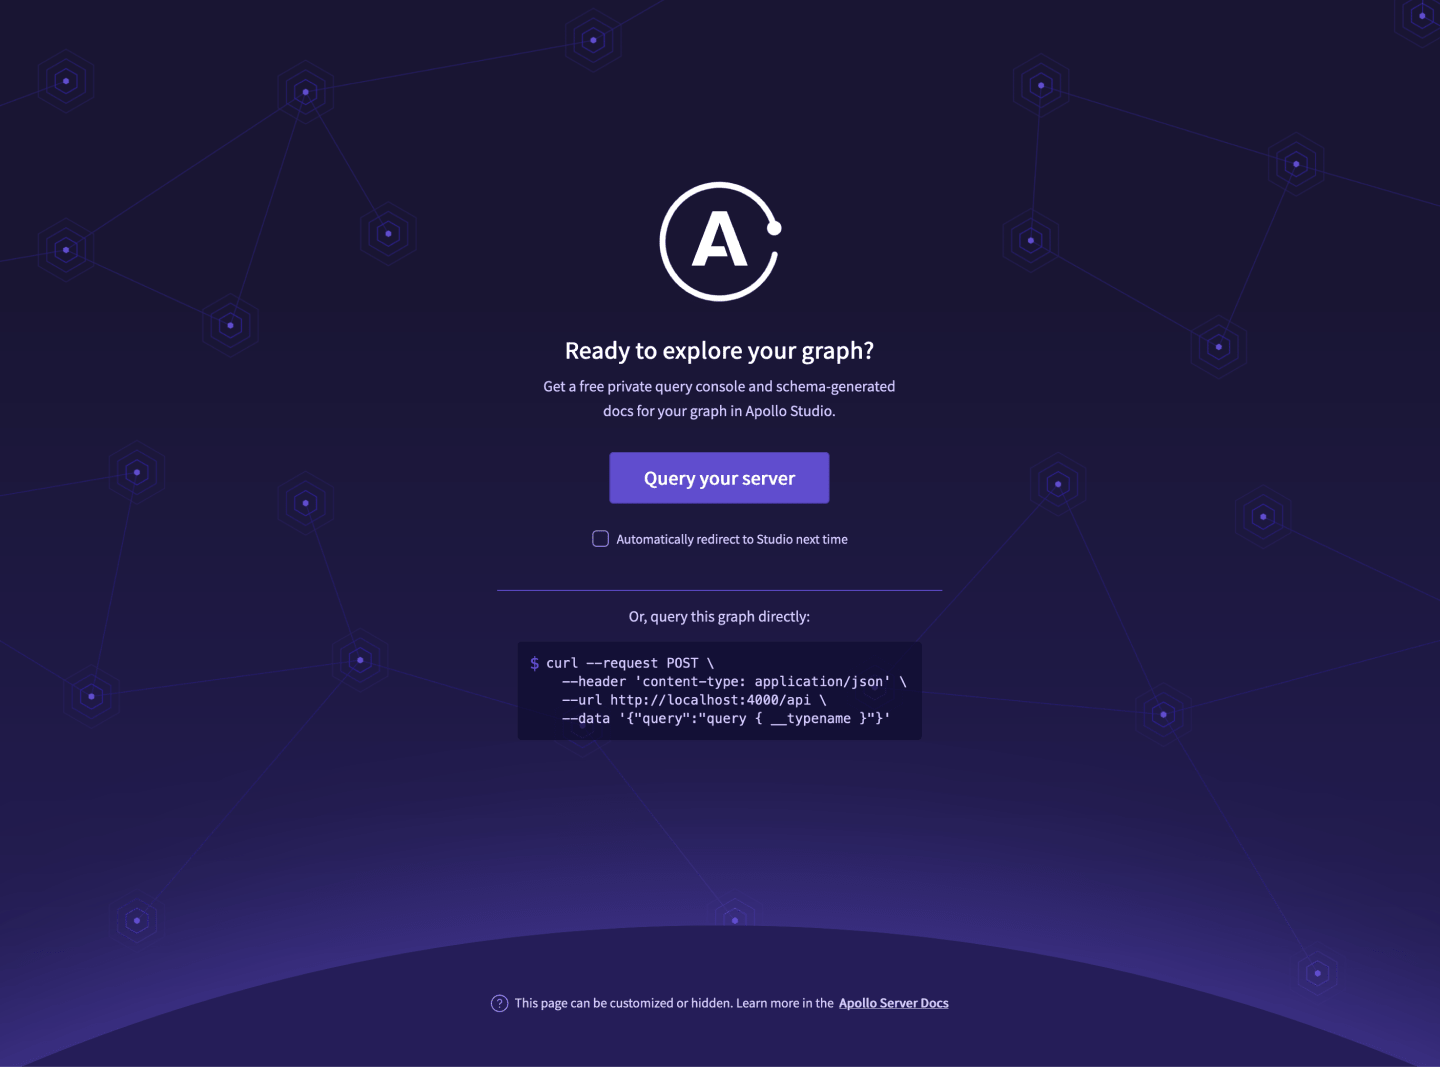 A
Ready to explore your graph?
Get a free private query console and schema-generated
docs for your graph in Apollo Studio.
Query your server
Automatically redirect to Studio next time
Or, query this graph directly:
$ curl --request POST \
--header 'content-type: application/json' \
--url http://localhost:4000/api \
--data '{"query":"query { __typename }"}'
? This page can be customized or hidden. Learn more in the Apollo Server Docs